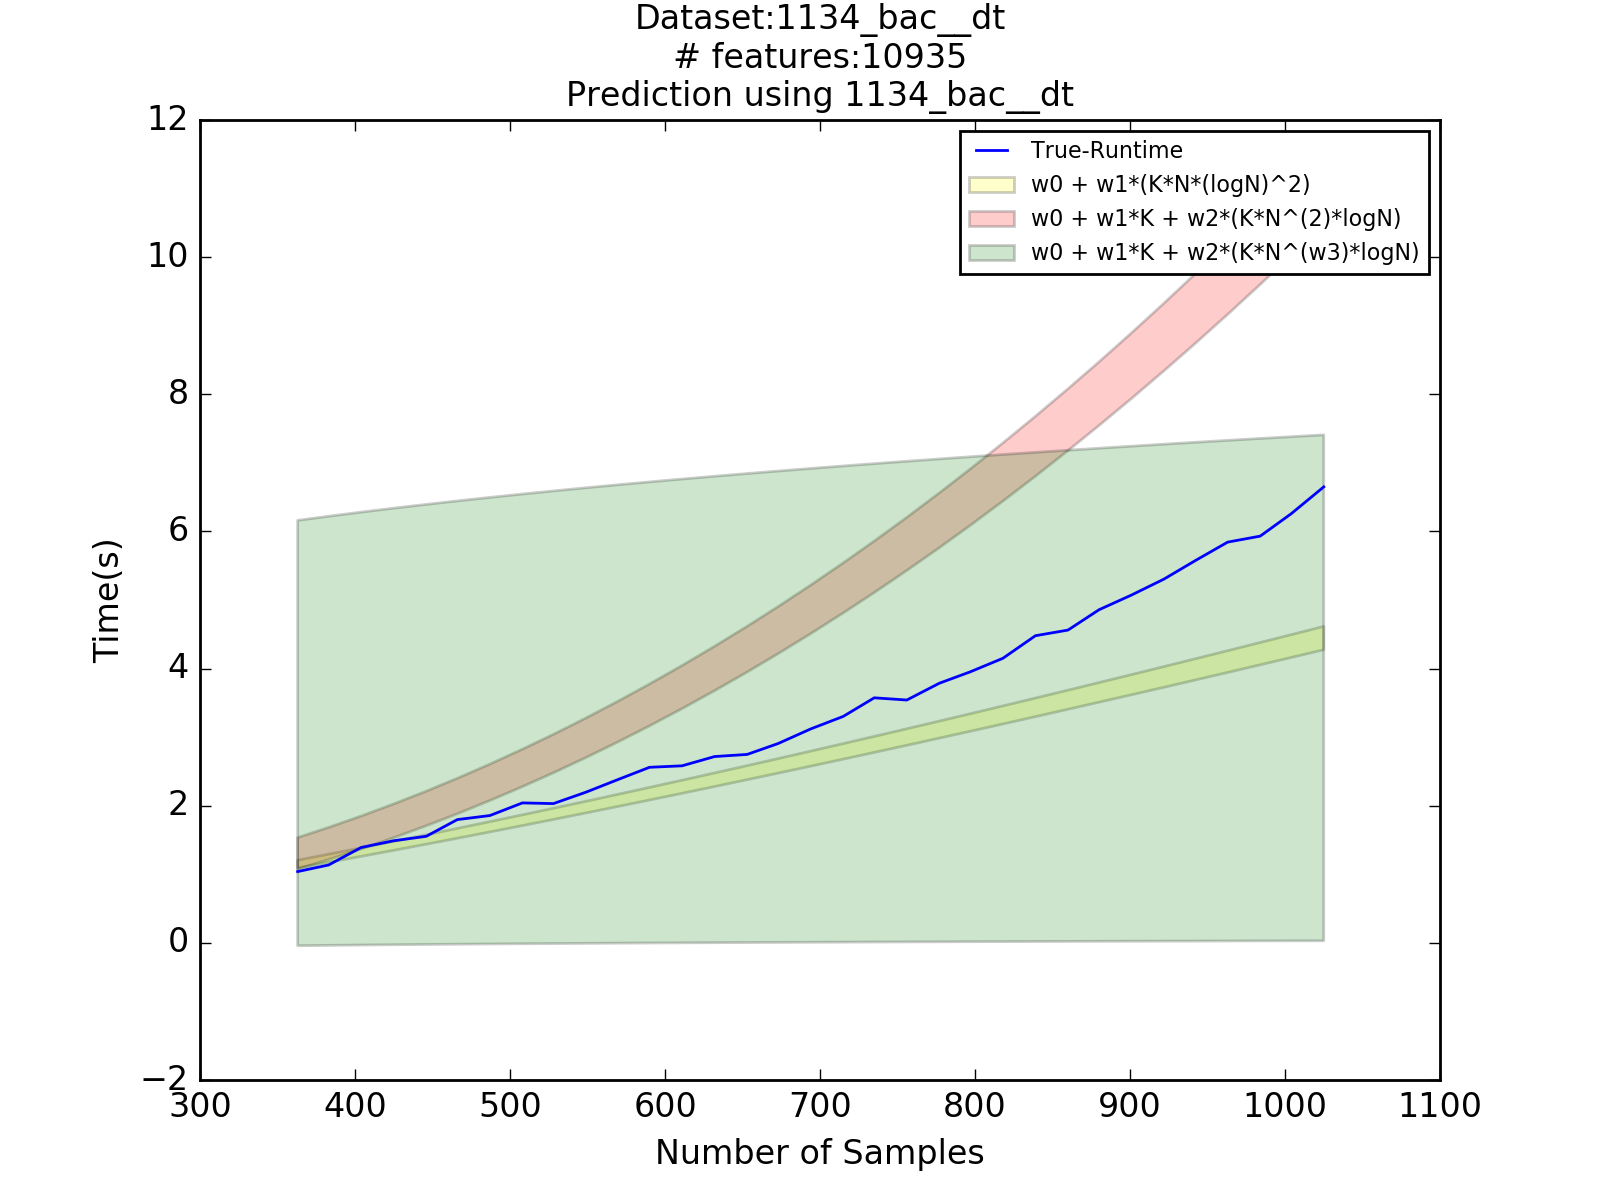 Dataset:1134_bac__dt
# features:10935
Prediction using 1134_bac__dt
True-Runtime
w0 + w1*(K*N*(logN)^2)
w0 + w1*K + w2*(K*N^(2)*logN)
w0 + w1*K + w2*(K*N^(w3)*logN)
12
10
8
6
4
2
0
−2
Time(s)
300 400 500 600 700 800 900 1000 1100
Number of Samples